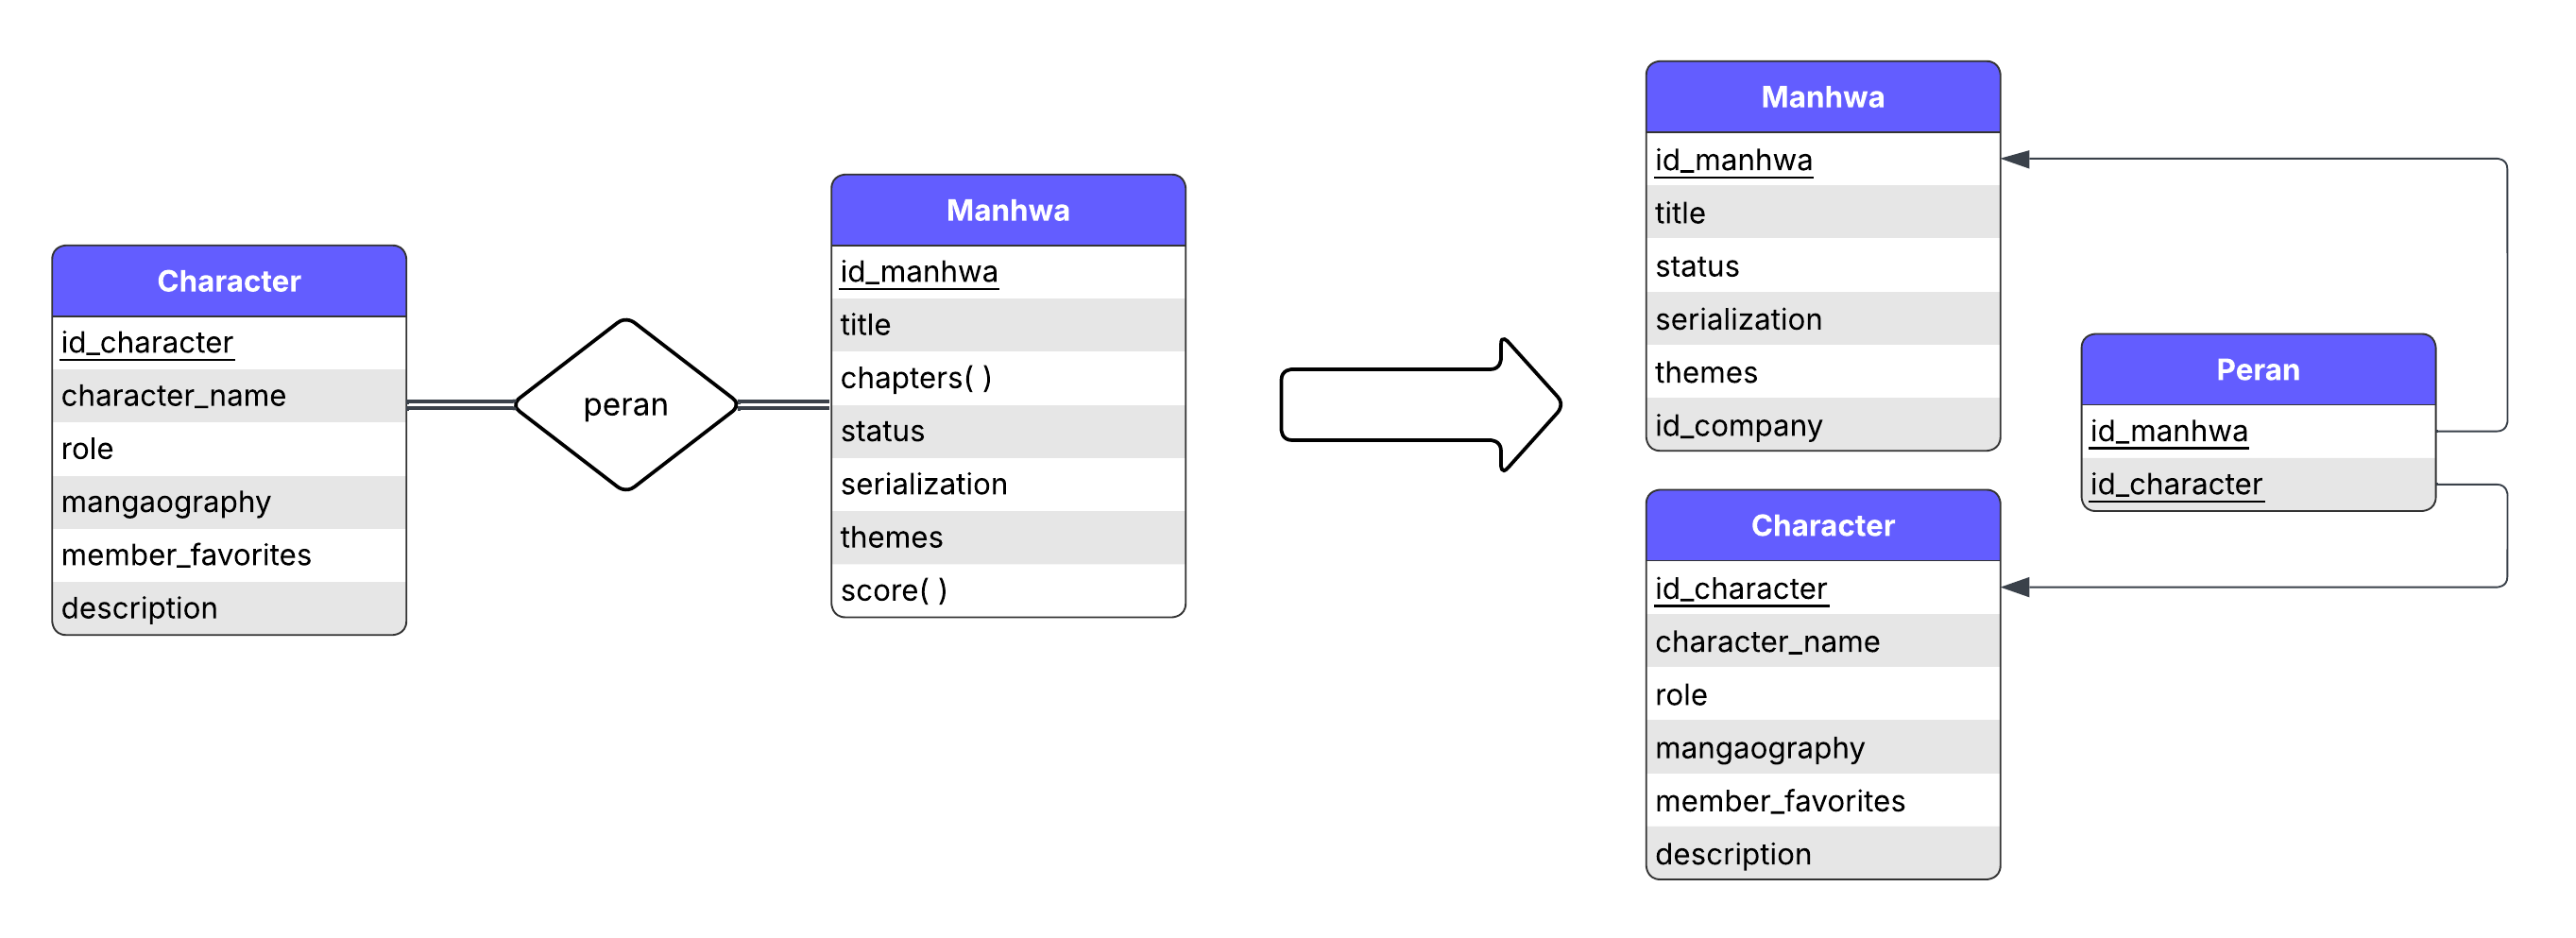 Character
id_character
character_name
role
mangaography
member_favorites
description
peran
Manhwa
id_manhwa
title
chapters( )
status
serialization
themes
score( )
Manhwa
id_manhwa
title
status
serialization
themes
id_company
Character
id_character
character_name
role
mangaography
member_favorites
description
Peran
id_manhwa
id_character